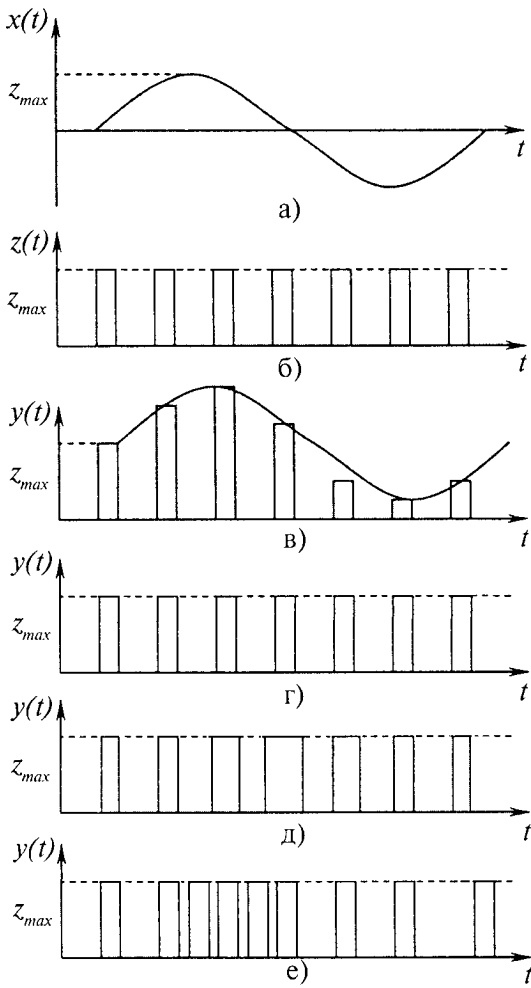 x(t)
z_max
t
а)
z(t)
z_max
t
б)
y(t)
z_max
t
в)
y(t)
z_max
t
г)
y(t)
z_max
t
д)
y(t)
z_max
t
е)